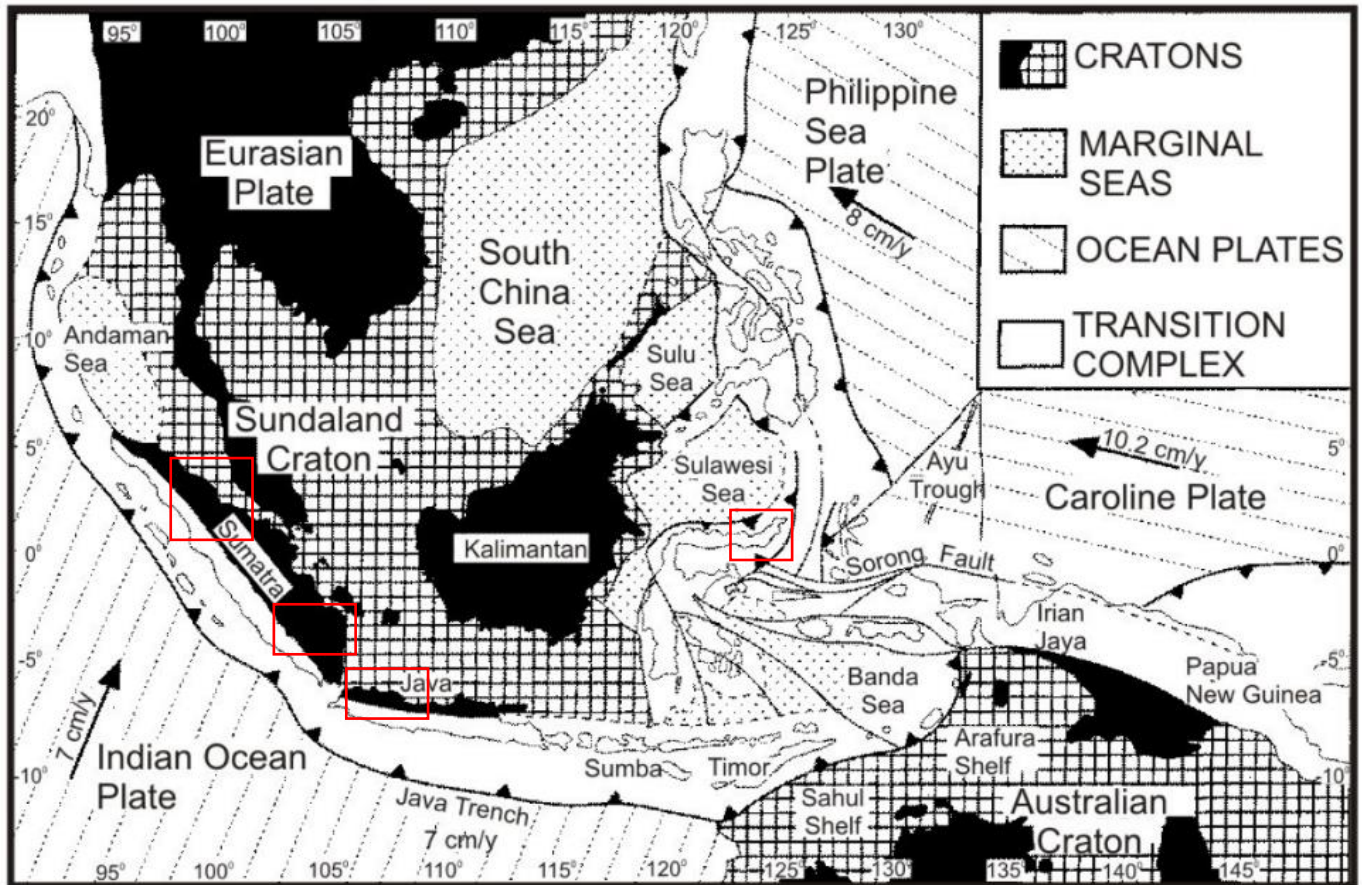 95° 100° 105° 110° 115° 120° 125° 130°
CRATONS
MARGINAL
SEAS
OCEAN PLATES
TRANSITION
COMPLEX
20°
15°
10°
5°
0°
-5°
-10°
Eurasian
Plate
Philippine
Sea
Plate
8 cm/y
South
China
Sea
Andaman
Sea
Sulu
Sea
Sundaland
Craton
Sulawesi
Sea
Ayu
Trough
10.2 cm/y
Caroline Plate
5°
0°
-5°
10°
Sumatra
Kalimantan
Sorong Fault
Irian
Jaya
Papua
New Guinea
Java
Banda
Sea
7 cm/y
Indian Ocean
Plate
Sumba
Timor
Arafura
Shelf
Sahul
Shelf
Australian
Craton
Java Trench
7 cm/y
95° 100° 105° 110° 115° 120° 125° 130° 135° 140° 145°